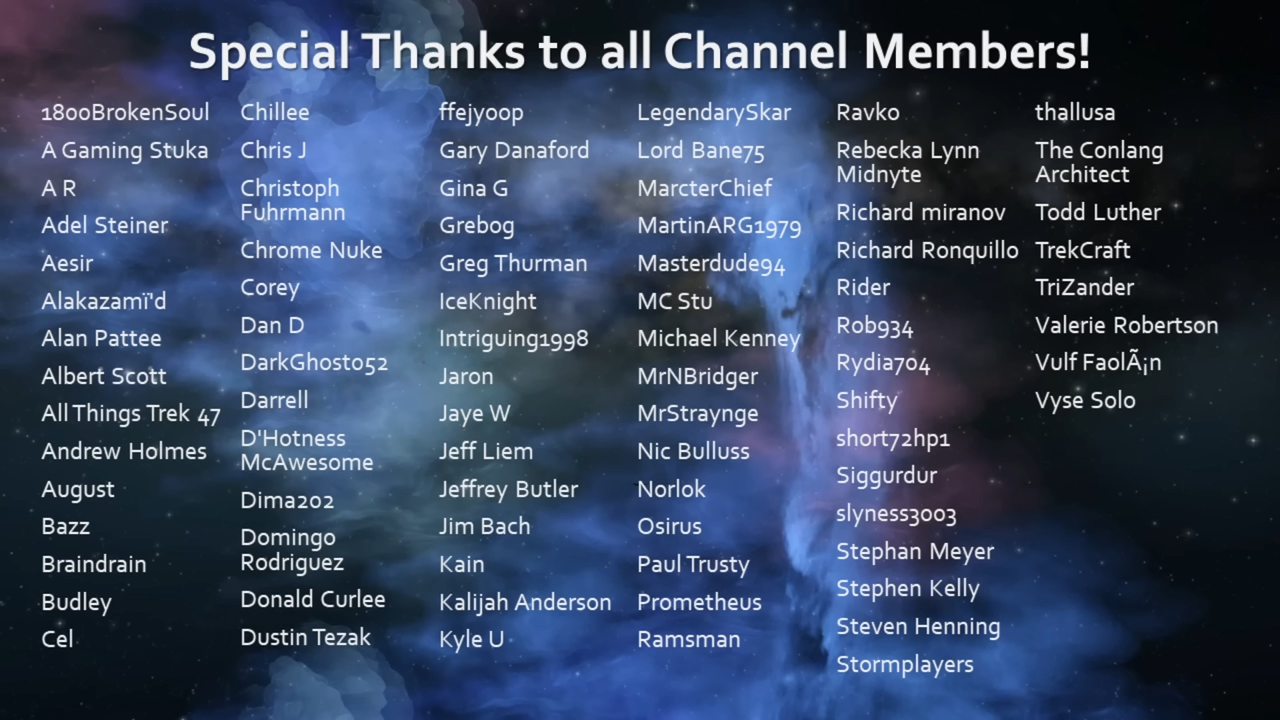 Special Thanks to all Channel Members!
1800BrokenSoul
A Gaming Stuka
A R
Adel Steiner
Aesir
Alakazamï'd
Alan Pattee
Albert Scott
All Things Trek 47
Andrew Holmes
August
Bazz
Braindrain
Budley
Cel
Chillee
Chris J
Christoph
Fuhrmann
Chrome Nuke
Corey
Dan D
DarkGhost052
Darrell
D'Hotness
McAwesome
Dima202
Domingo
Rodriguez
Donald Curlee
Dustin Tezak
ffejyoop
Gary Danaford
Gina G
Grebog
Greg Thurman
IceKnight
Intriguing1998
Jaron
Jaye W
Jeff Liem
Jeffrey Butler
Jim Bach
Kain
Kalijah Anderson
Kyle U
LegendarySkar
Lord Bane75
MarcterChief
MartinARG1979
Masterdude94
MC Stu
Michael Kenney
MrNBridger
MrStraynge
Nic Bulluss
Norlok
Osirus
Paul Trusty
Prometheus
Ramsman
Ravko
Rebecka Lynn
Midnyte
Richard miranov
Richard Ronquillo
Rider
Rob934
Rydia704
Shifty
short72hp1
Siggurdur
slyness3003
Stephan Meyer
Stephen Kelly
Steven Henning
Stormplayers
thallusa
The Conlang
Architect
Todd Luther
TrekCraft
TriZander
Valerie Robertson
Vulf FaolÃ¡n
Vyse Solo